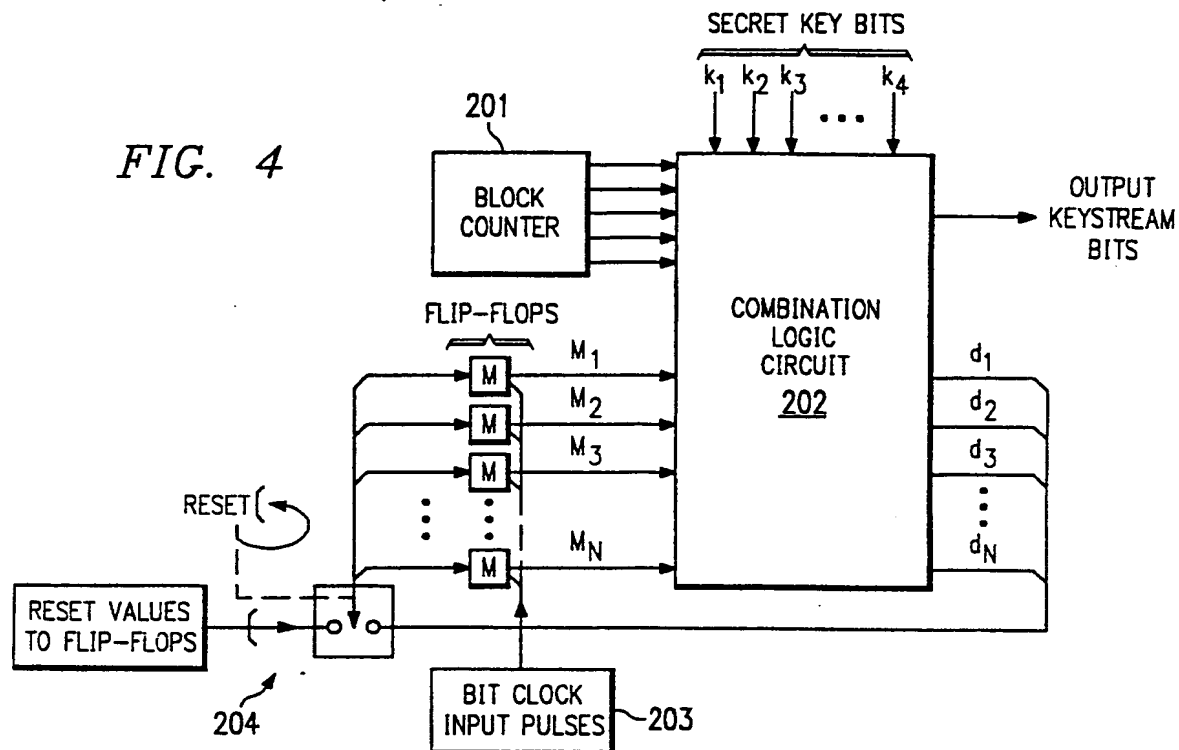 SECRET KEY BITS
k1 k2 k3 k4
201
FIG. 4
BLOCK
COUNTER
OUTPUT
KEYSTREAM
BITS
FLIP-FLOPS
COMBINATION
LOGIC
CIRCUIT
202
M M1
M M2
M M3
M MN
d1
d2
d3
dN
RESET
RESET VALUES
TO FLIP-FLOPS
204
BIT CLOCK
INPUT PULSES
203